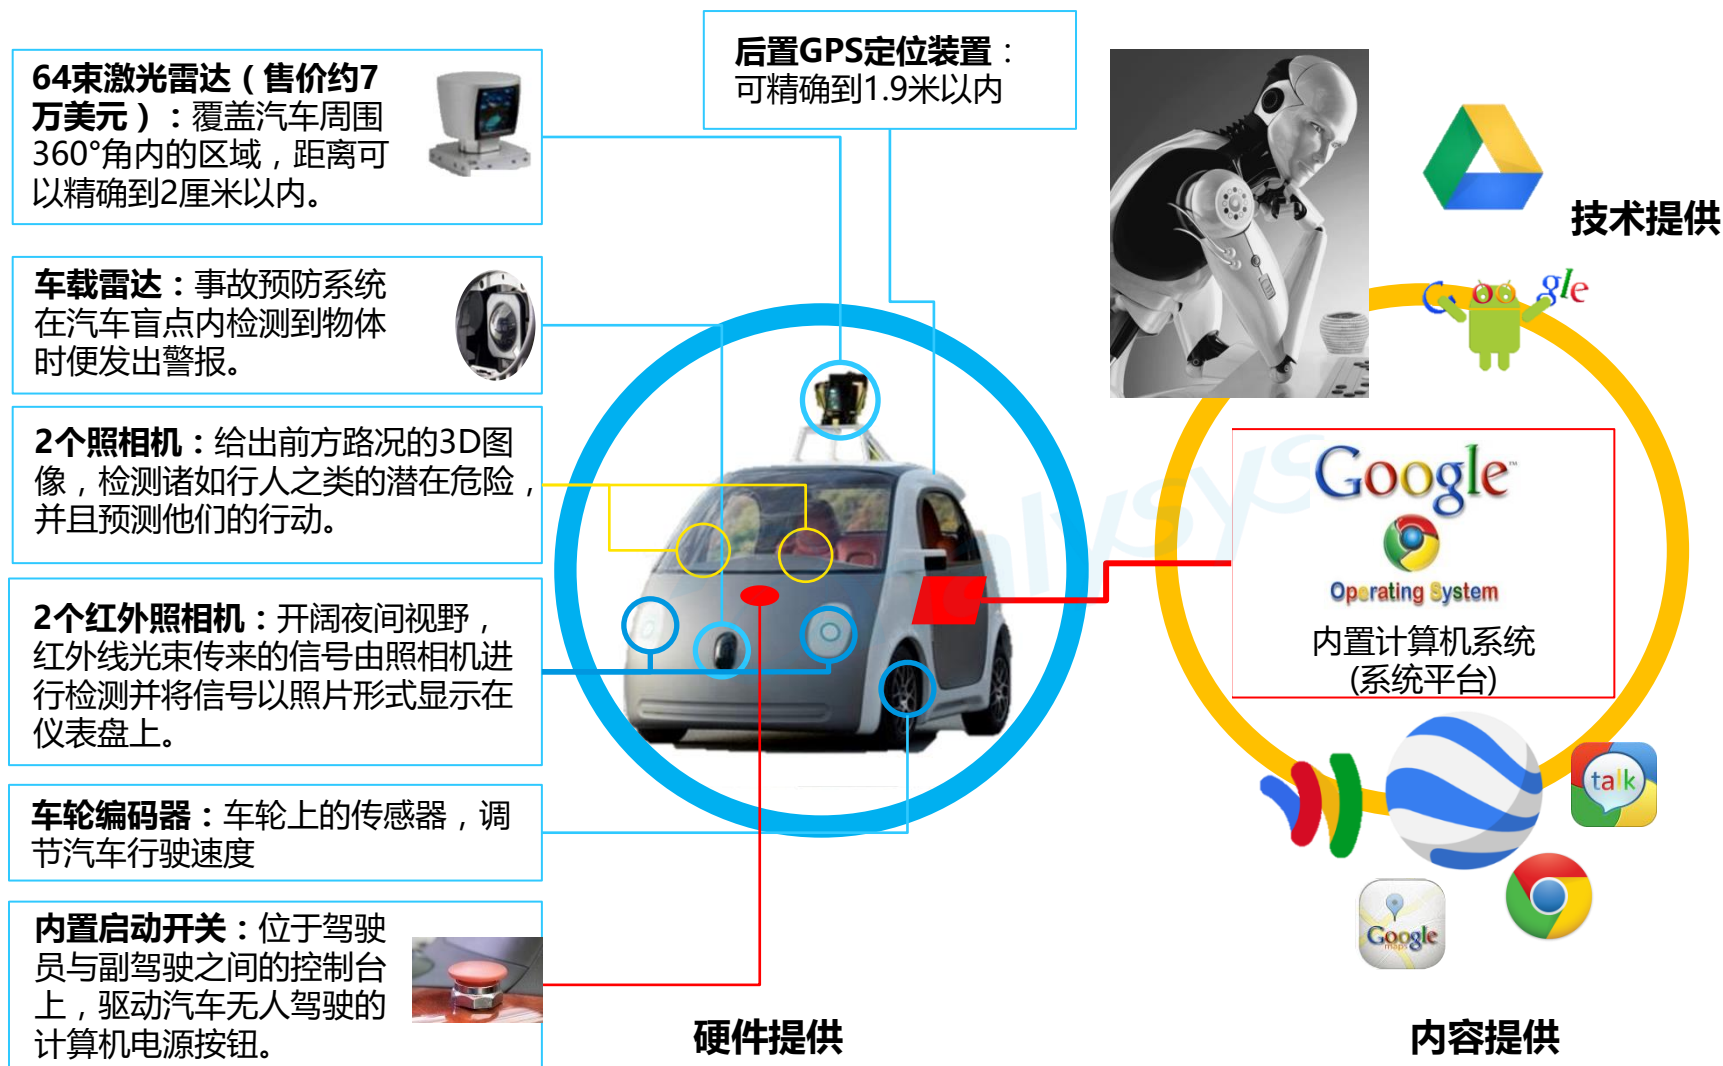 64束激光雷达（售价约7
万美元）：覆盖汽车周围
360°角内的区域，距离可
以精确到2厘米以内。
后置GPS定位装置：
可精确到1.9米以内
技术提供
车载雷达：事故预防系统
在汽车盲点内检测到物体
时便发出警报。
2个照相机：给出前方路况的3D图
像，检测诸如行人之类的潜在危险，
并且预测他们的行动。
2个红外照相机：开阔夜间视野，
红外线光束传来的信号由照相机进
行检测并将信号以照片形式显示在
仪表盘上。
车轮编码器：车轮上的传感器，调
节汽车行驶速度
内置启动开关：位于驾驶
员与副驾驶之间的控制台
上，驱动汽车无人驾驶的
计算机电源按钮。
硬件提供
Google
Google™
Operating System
内置计算机系统
(系统平台)
talk
Google
maps
内容提供